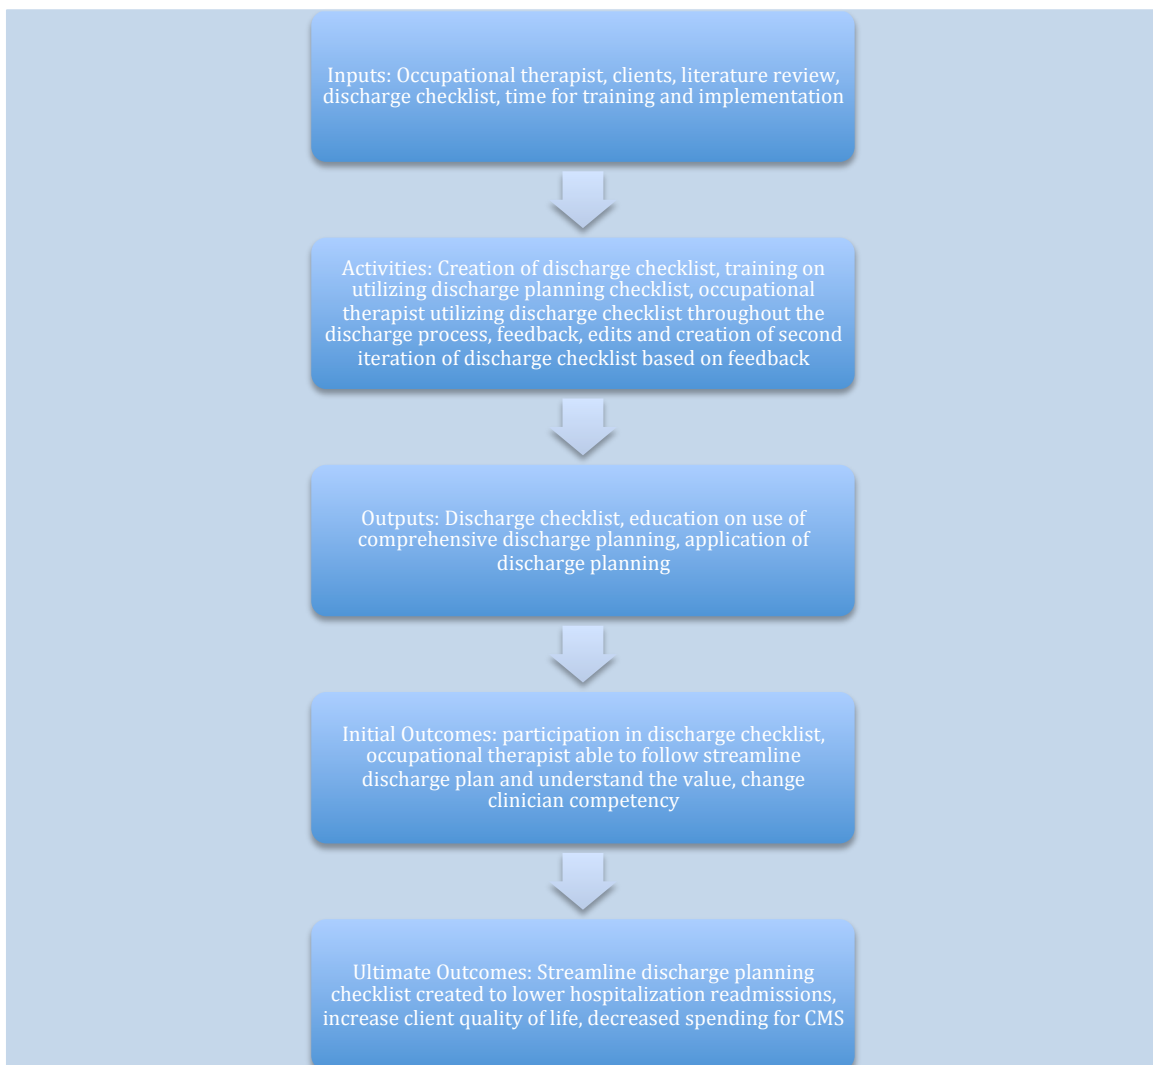 Inputs: Occupational therapist, clients, literature review,
discharge checklist, time for training and implementation
Activities: Creation of discharge checklist, training on
utilizing discharge planning checklist, occupational
therapist utilizing discharge checklist throughout the
discharge process, feedback, edits and creation of second
iteration of discharge checklist based on feedback
Outputs: Discharge checklist, education on use of
comprehensive discharge planning, application of
discharge planning
Initial Outcomes: participation in discharge checklist,
occupational therapist able to follow streamline
discharge plan and understand the value, change
clinician competency
Ultimate Outcomes: Streamline discharge planning
checklist created to lower hospitalization readmissions,
increase client quality of life, decreased spending for CMS